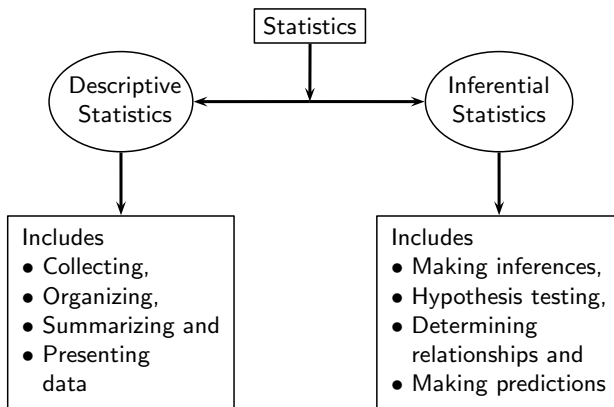 Statistics
Descriptive
Statistics
Inferential
Statistics
Includes
• Collecting,
• Organizing,
• Summarizing and
• Presenting
data
Includes
• Making inferences,
• Hypothesis testing,
• Determining
relationships and
• Making predictions